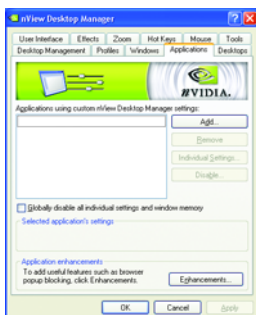 nView Desktop Manager
User Interface Effects Zoom Hot Keys Mouse Tools
Desktop Management Profiles Windows Applications Desktops
NVIDIA.
Applications using custom nView Desktop Manager settings:
Add...
Remove
Individual Settings...
Disable...
Globally disable all individual settings and window memory
Selected application's settings
Application enhancements
To add useful features such as browser
popup blocking, click Enhancements.
Enhancements...
OK Cancel Apply